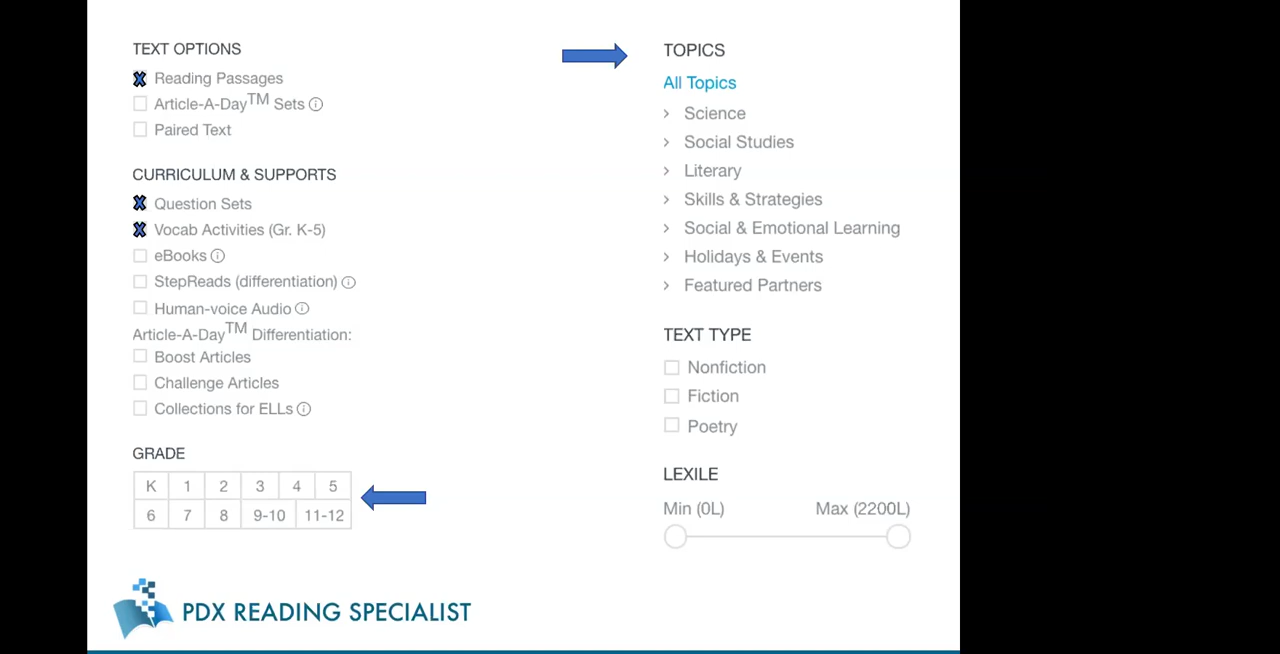 TEXT OPTIONS
Reading Passages
Article-A-Day™ Sets
Paired Text
CURRICULUM & SUPPORTS
Question Sets
Vocab Activities (Gr. K-5)
eBooks
StepReads (differentiation)
Human-voice Audio
Article-A-Day™ Differentiation:
Boost Articles
Challenge Articles
Collections for ELLs
GRADE
K 1 2 3 4 5
6 7 8 9-10 11-12
TOPICS
All Topics
Science
Social Studies
Literary
Skills & Strategies
Social & Emotional Learning
Holidays & Events
Featured Partners
TEXT TYPE
Nonfiction
Fiction
Poetry
LEXILE
Min (0L) Max (2200L)
PDX READING SPECIALIST